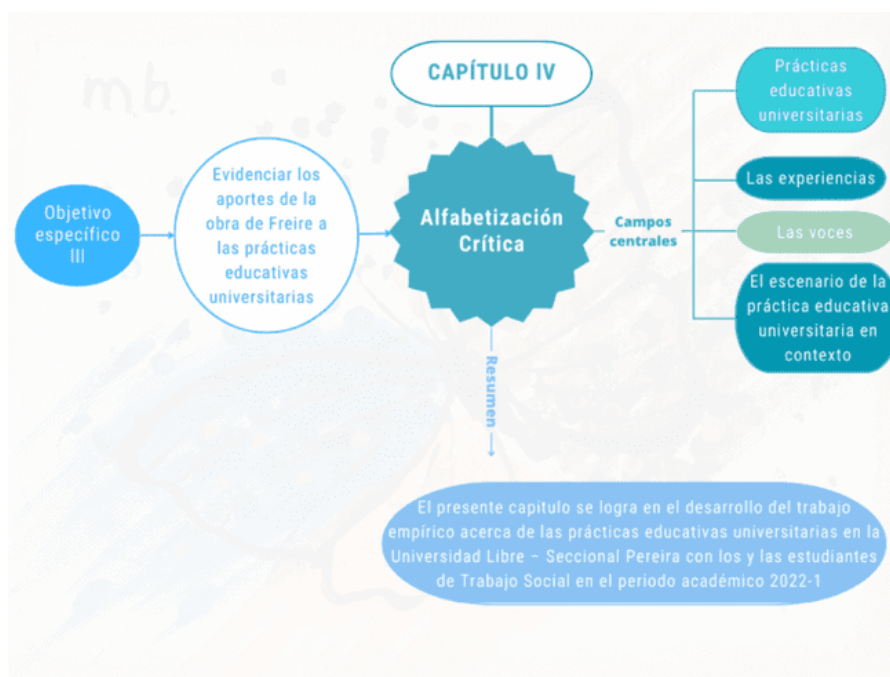 m.b.
CAPÍTULO IV
Objetivo
específico
III
Evidenciar los
aportes de la
obra de Freire a
las prácticas
educativas
universitarias
Alfabetización
Crítica
Campos
centrales
Prácticas
educativas
universitarias
Las experiencias
Las voces
El escenario de la
práctica educativa
universitaria en
contexto
Resumen
El presente capitulo se logra en el desarrollo del trabajo
empírico acerca de las prácticas educativas universitarias en la
Universidad Libre – Seccional Pereira con los y las estudiantes
de Trabajo Social en el periodo académico 2022-1